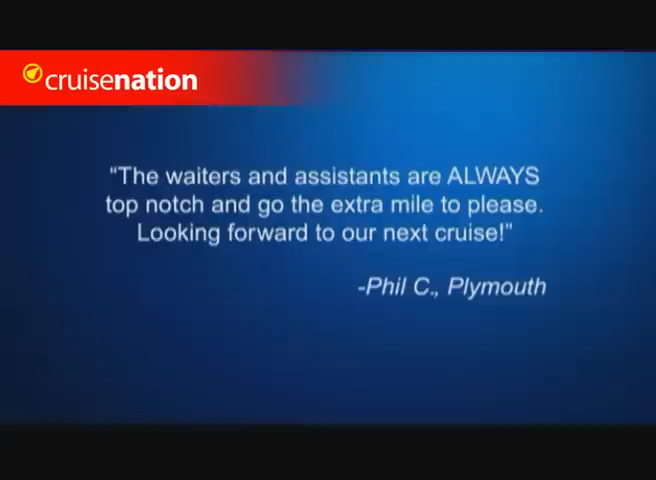 cruisenation
“The waiters and assistants are ALWAYS
top notch and go the extra mile to please.
Looking forward to our next cruise!”
-Phil C., Plymouth